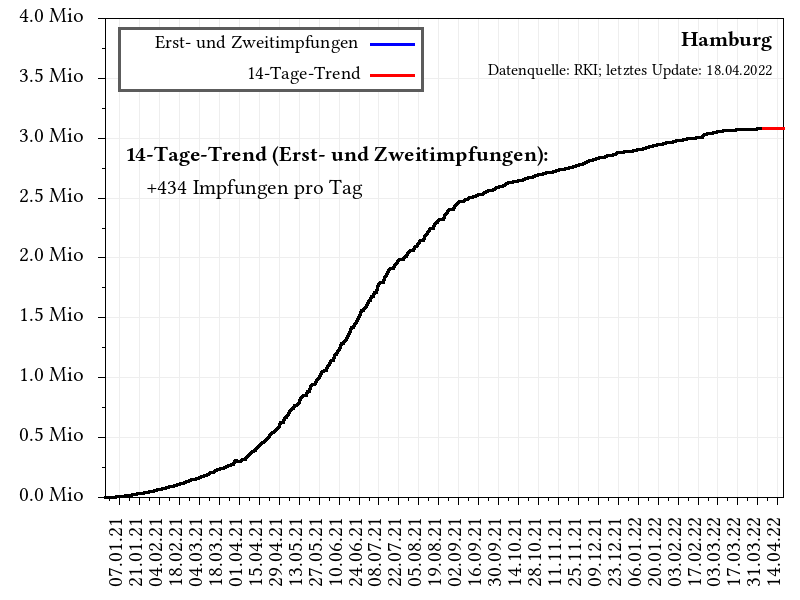 4.0 Mio
3.5 Mio
3.0 Mio
2.5 Mio
2.0 Mio
1.5 Mio
1.0 Mio
0.5 Mio
0.0 Mio
Erst- und Zweitimpfungen
14-Tage-Trend
Hamburg
Datenquelle: RKI; letztes Update: 18.04.2022
14-Tage-Trend (Erst- und Zweitimpfungen):
+434 Impfungen pro Tag
07.01.21
21.01.21
04.02.21
18.02.21
04.03.21
18.03.21
01.04.21
15.04.21
29.04.21
13.05.21
27.05.21
10.06.21
24.06.21
08.07.21
22.07.21
05.08.21
19.08.21
02.09.21
16.09.21
30.09.21
14.10.21
28.10.21
11.11.21
25.11.21
09.12.21
23.12.21
06.01.22
20.01.22
03.02.22
17.02.22
03.03.22
17.03.22
31.03.22
14.04.22